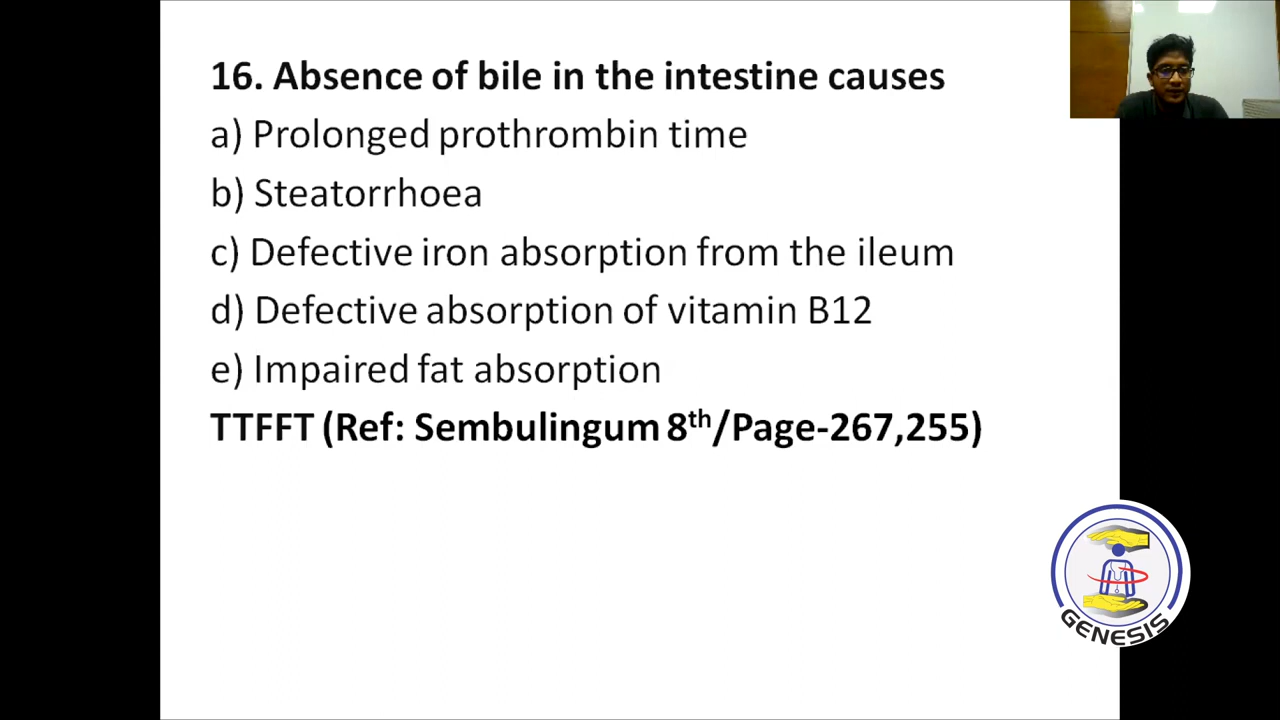 16. Absence of bile in the intestine causes
a) Prolonged prothrombin time
b) Steatorrhoea
c) Defective iron absorption from the ileum
d) Defective absorption of vitamin B12
e) Impaired fat absorption
TTFFT (Ref: Sembulingum 8th/Page-267,255)
GENESIS